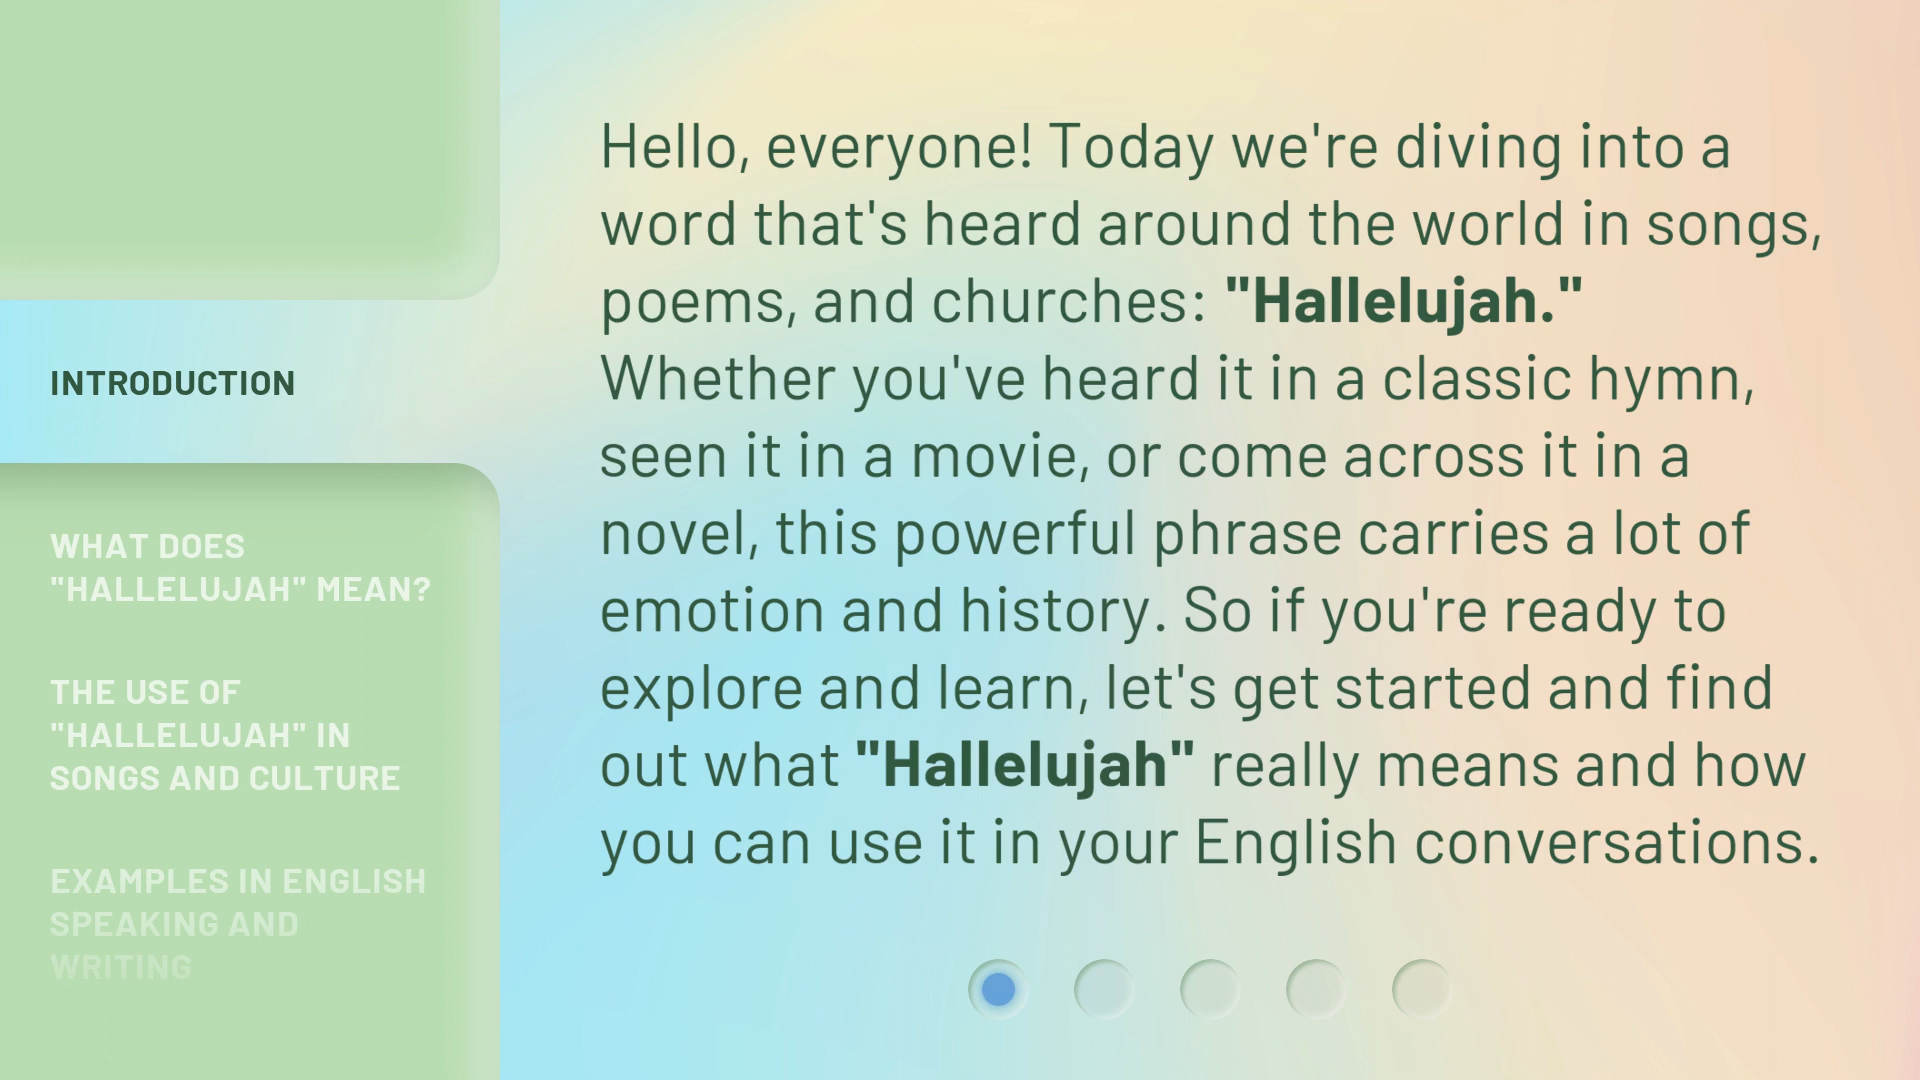 INTRODUCTION
WHAT DOES
"HALLELUJAH" MEAN?
THE USE OF
"HALLELUJAH" IN
SONGS AND CULTURE
EXAMPLES IN ENGLISH
SPEAKING AND
WRITING
Hello, everyone! Today we're diving into a
word that's heard around the world in songs,
poems, and churches: "Hallelujah."
Whether you've heard it in a classic hymn,
seen it in a movie, or come across it in a
novel, this powerful phrase carries a lot of
emotion and history. So if you're ready to
explore and learn, let's get started and find
out what "Hallelujah" really means and how
you can use it in your English conversations.